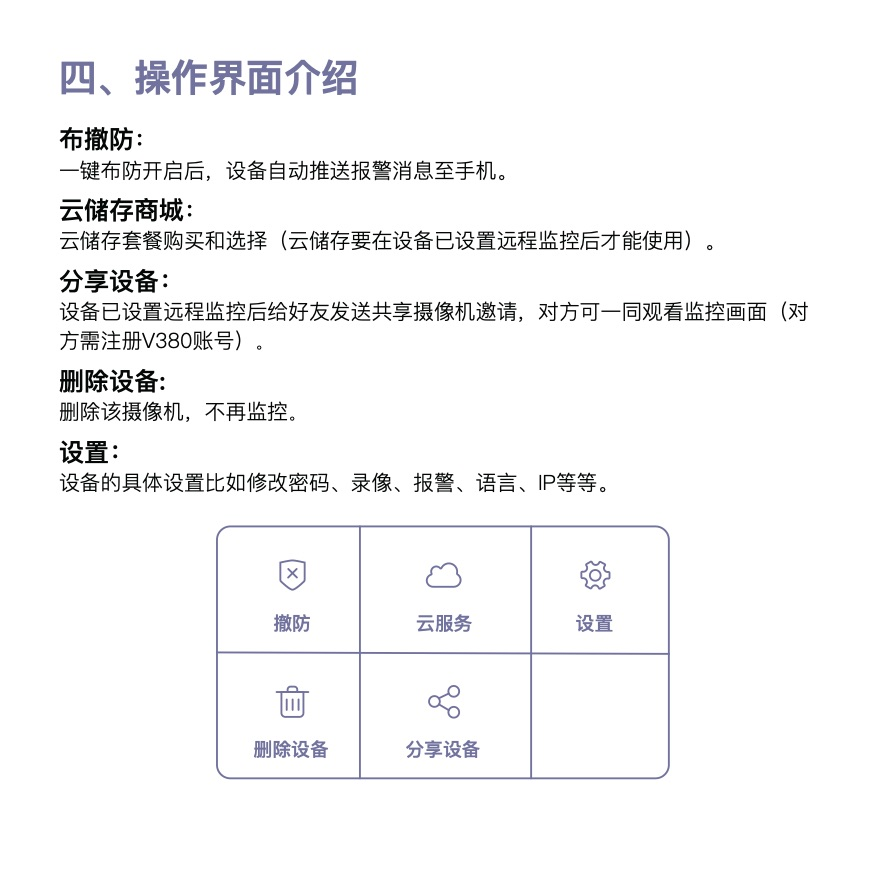 四、操作界面介绍
布撤防：
一键布防开启后，设备自动推送报警消息至手机。
云储存商城：
云储存套餐购买和选择（云储存要在设备已设置远程监控后才能使用）。
分享设备：
设备已设置远程监控后给好友发送共享摄像机邀请，对方可一同观看监控画面（对
方需注册V380账号）。
删除设备:
删除该摄像机，不再监控。
设置：
设备的具体设置比如修改密码、录像、报警、语言、IP等等。
撤防
云服务
设置
删除设备
分享设备